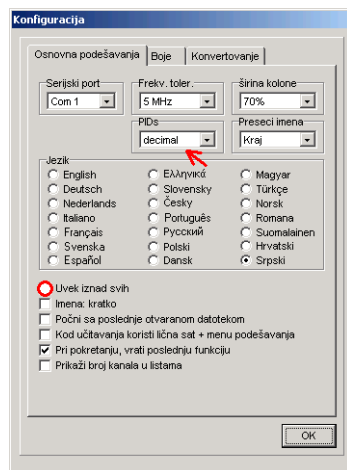 Konfiguracija
Osnovna podešavanja Boje Konvertovanje
Serijski port Frekv. toler. širina kolone
Com 1 5 MHz 70%
PIDs Preseci imena
decimal Kraj
Jezik
English Ελληνικά Magyar
Deutsch Slovensky Türkçe
Nederlands Česky Norsk
Italiano Português Romana
Français Русский Suomalainen
Svenska Polski Hrvatski
Español Dansk Srpski
Uvek iznad svih
Imena: kratko
Počni sa poslednje otvaranom datotekom
Kod učitavanja koristi lična sat + menu podešavanja
Pri pokretanju, vrati poslednju funkciju
Prikaži broj kanala u listama
OK